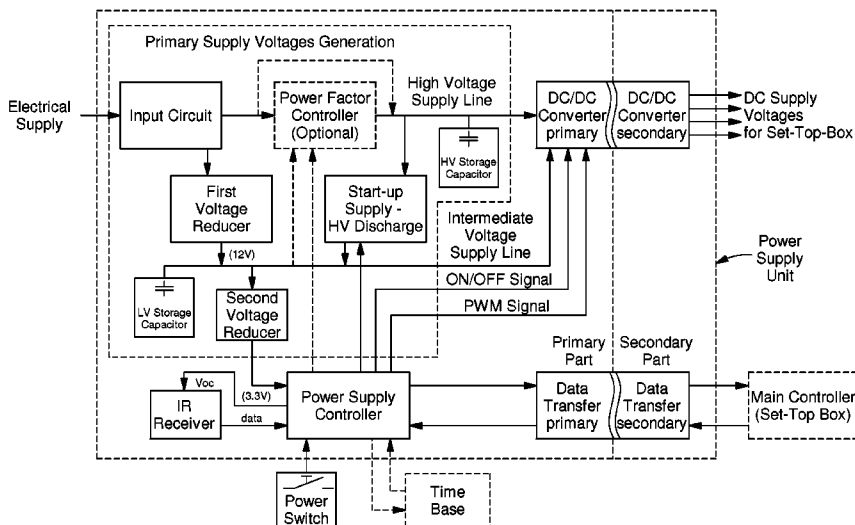 Primary Supply Voltages Generation
Electrical
Supply
Input Circuit
Power Factor
Controller
(Optional)
High Voltage
Supply Line
HV Storage
Capacitor
DC/DC
Converter
primary
DC/DC
Converter
secondary
DC Supply
Voltages
for Set-Top-Box
First
Voltage
Reducer
Start-up
Supply -
HV Discharge
Intermediate
Voltage
Supply Line
(12V)
LV Storage
Capacitor
Second
Voltage
Reducer
ON/OFF Signal
PWM Signal
Power
Supply
Unit
Primary
Part
Secondary
Part
Voc
(3.3V)
IR
Receiver
data
Power Supply
Controller
Data
Transfer
primary
Data
Transfer
secondary
Main Controller
(Set-Top Box)
Power
Switch
Time
Base